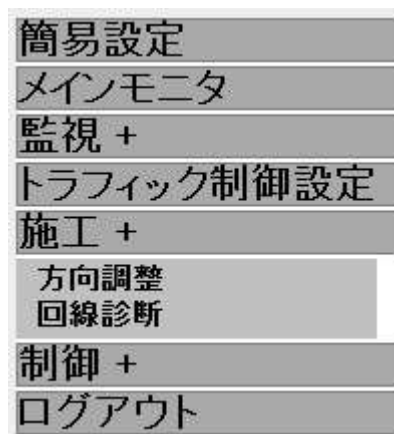 簡易設定
メインモニタ
監視 +
トラフィック制御設定
施工 +
方向調整
回線診断
制御 +
ログアウト